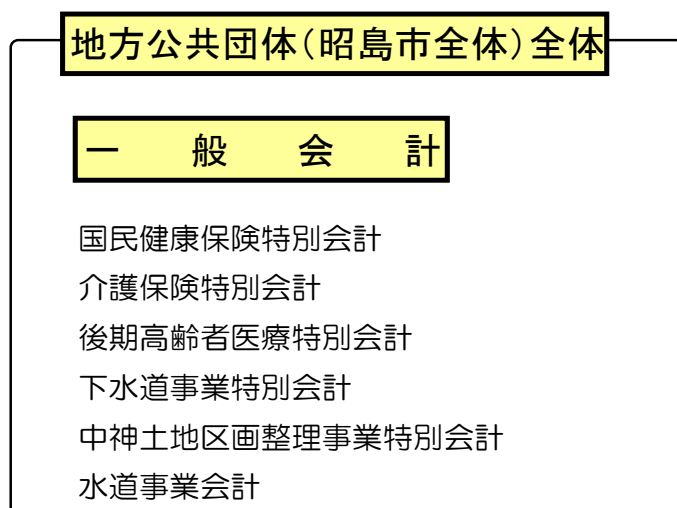 地方公共団体(昭島市全体)全体
一　般　会　計
国民健康保険特別会計
介護保険特別会計
後期高齢者医療特別会計
下水道事業特別会計
中神土地区画整理事業特別会計
水道事業会計